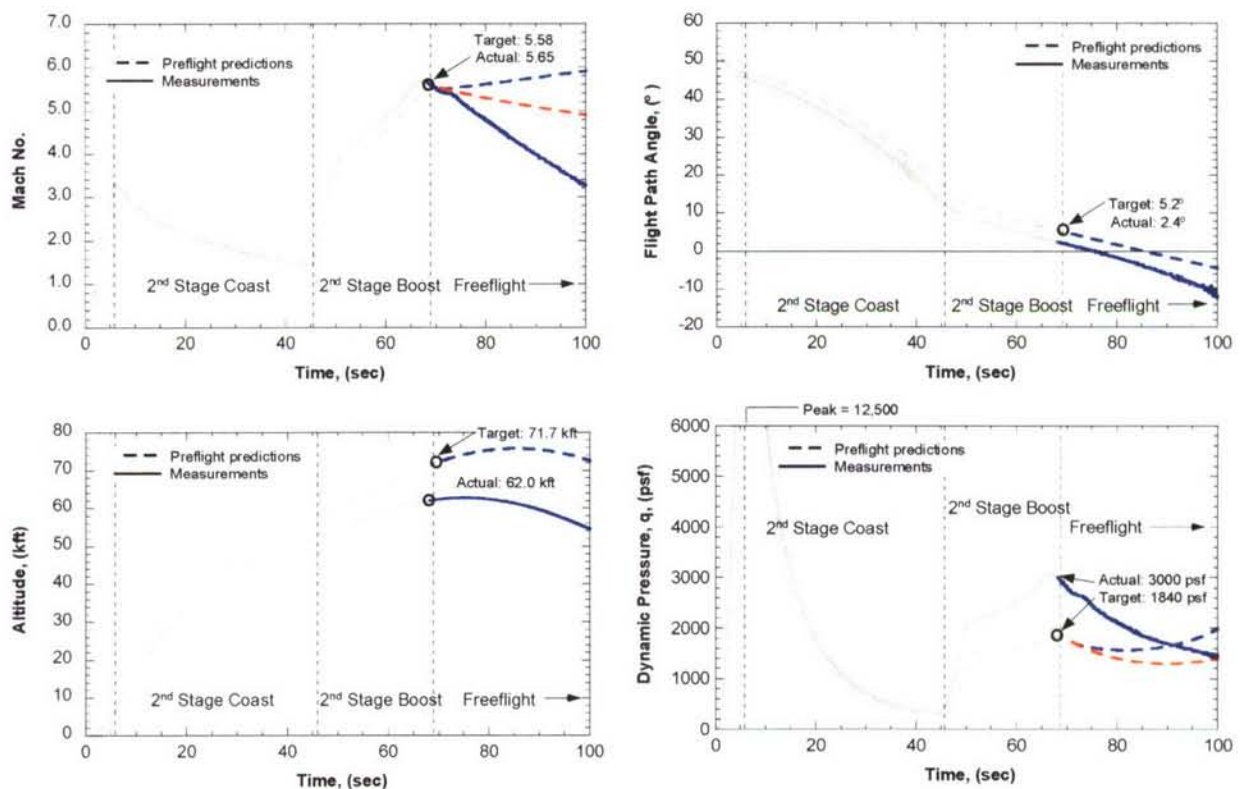 7.0
6.0
5.0
4.0
3.0
2.0
1.0
0.0
Mach No.
Target: 5.58
Actual: 5.65
Preflight predictions
Measurements
2nd Stage Coast
2nd Stage Boost
Freeflight
0
20
40
60
80
100
Time, (sec)
60
50
40
30
20
10
0
-10
-20
Flight Path Angle, (°)
Preflight predictions
Measurements
Target: 5.2°
Actual: 2.4°
2nd Stage Coast
2nd Stage Boost
Freeflight
0
20
40
60
80
100
Time, (sec)
80
70
60
50
40
30
20
10
0
Altitude, (kft)
Preflight predictions
Measurements
Target: 71.7 kft
Actual: 62.0 kft
2nd Stage Coast
2nd Stage Boost
Freeflight
0
20
40
60
80
100
Time, (sec)
Peak = 12,500
6000
5000
4000
3000
2000
1000
0
Dynamic Pressure, q, (psf)
Preflight predictions
Measurements
2nd Stage Boost
2nd Stage Coast
Freeflight
Actual: 3000 psf
Target: 1840 psf
0
20
40
60
80
100
Time, (sec)